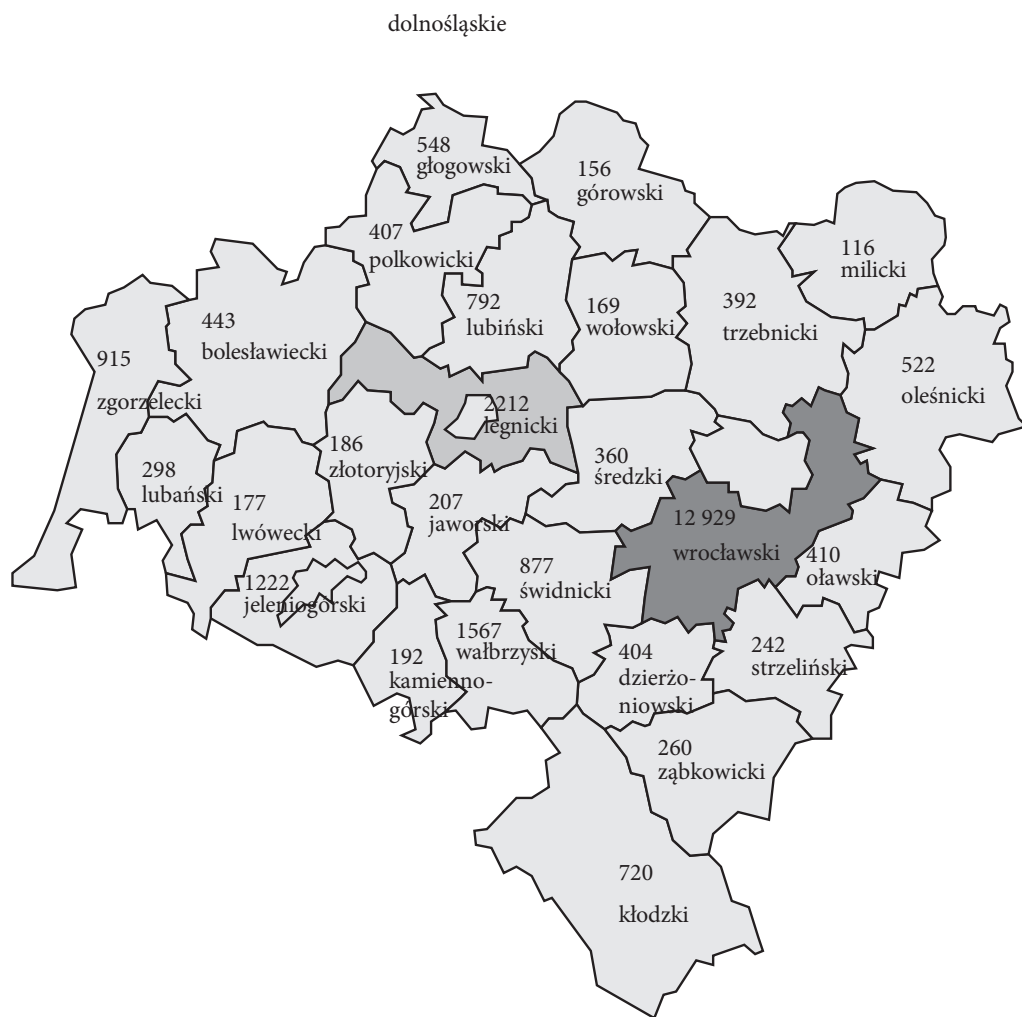 dolnośląskie
548
głogowski
156
górowski
407
polkowicki
116
milicki
792
lubiński
169
wołowski
392
trzebnicki
443
bolesławiecki
915
zgorzelecki
522
oleśnicki
2212
legnicki
186
złotoryjski
360
średzki
298
lubański
177
lwówecki
207
jaworski
12 929
wrocławski
410
oławski
877
świdnicki
1222
jeleniogórski
1567
wałbrzyski
192
kamienno-
górski
404
dzierżo-
niowski
242
strzeliński
260
ząbkowicki
720
kłodzki